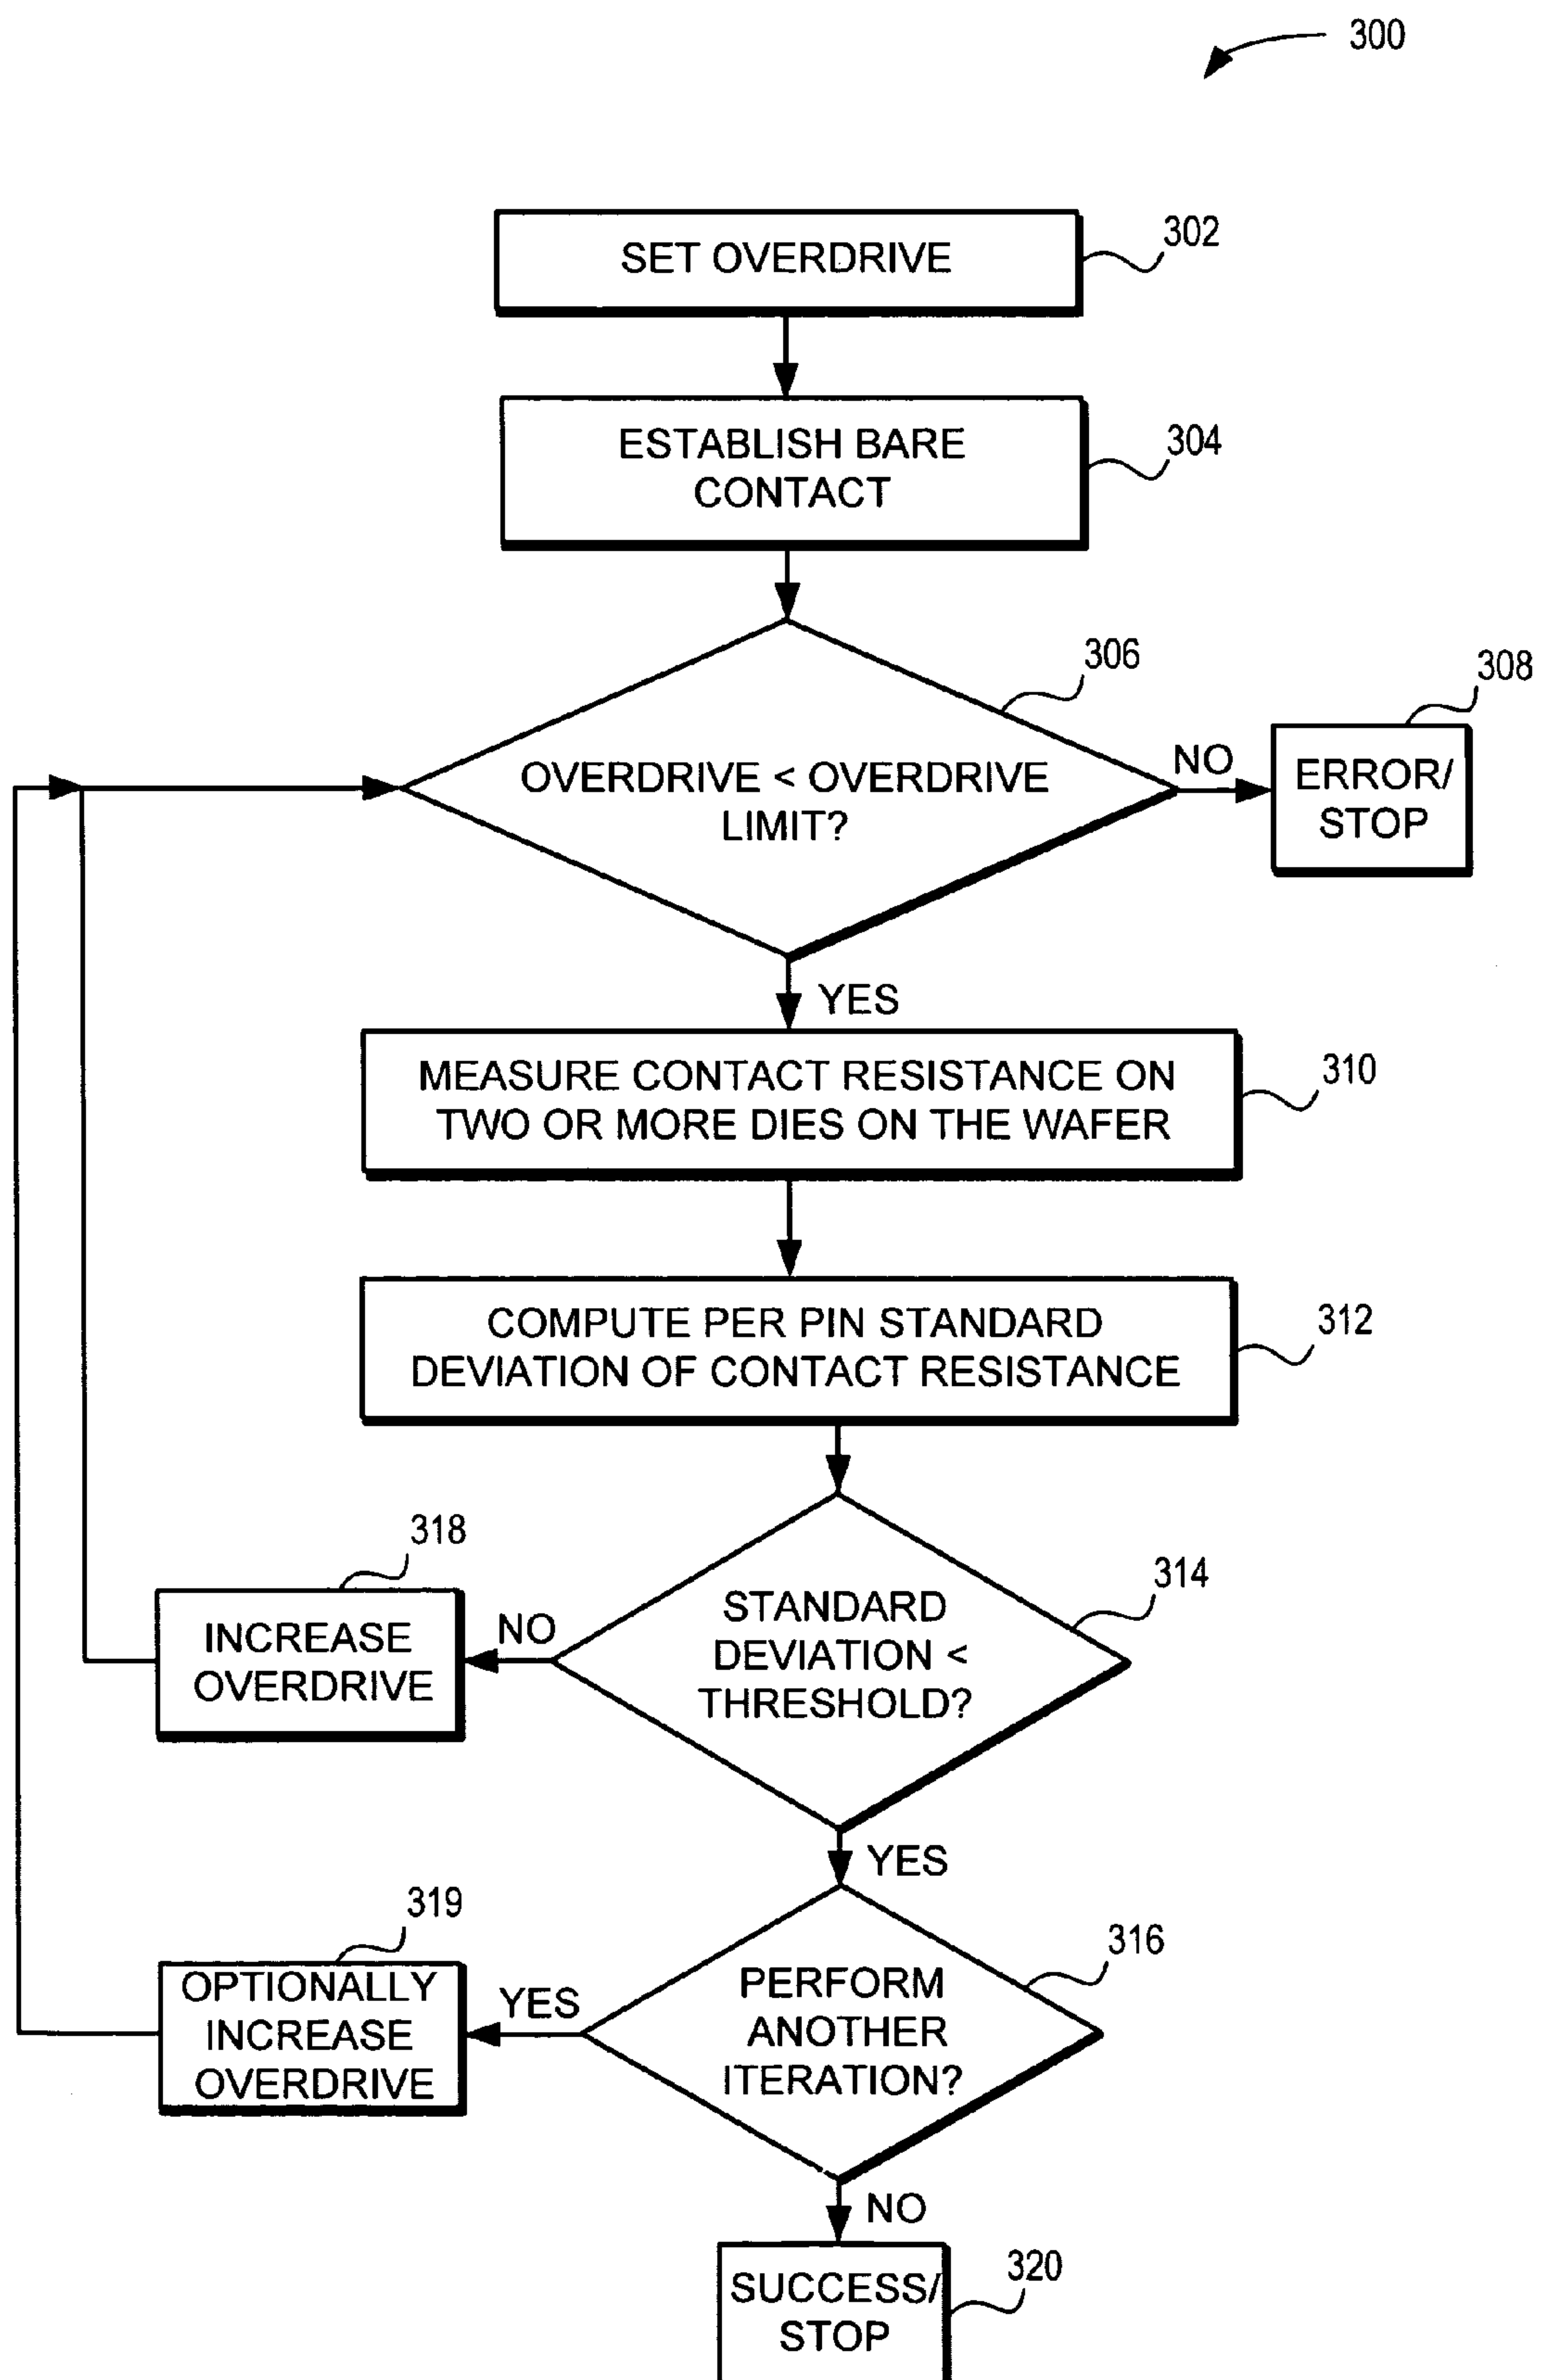 300
SET OVERDRIVE
302
ESTABLISH BARE
CONTACT
304
306
308
OVERDRIVE < OVERDRIVE
LIMIT?
NO
ERROR/
STOP
YES
MEASURE CONTACT RESISTANCE ON
TWO OR MORE DIES ON THE WAFER
310
COMPUTE PER PIN STANDARD
DEVIATION OF CONTACT RESISTANCE
312
318
INCREASE
OVERDRIVE
NO
STANDARD
DEVIATION <
THRESHOLD?
314
YES
319
OPTIONALLY
INCREASE
OVERDRIVE
YES
PERFORM
ANOTHER
ITERATION?
316
NO
SUCCESS/
STOP
320